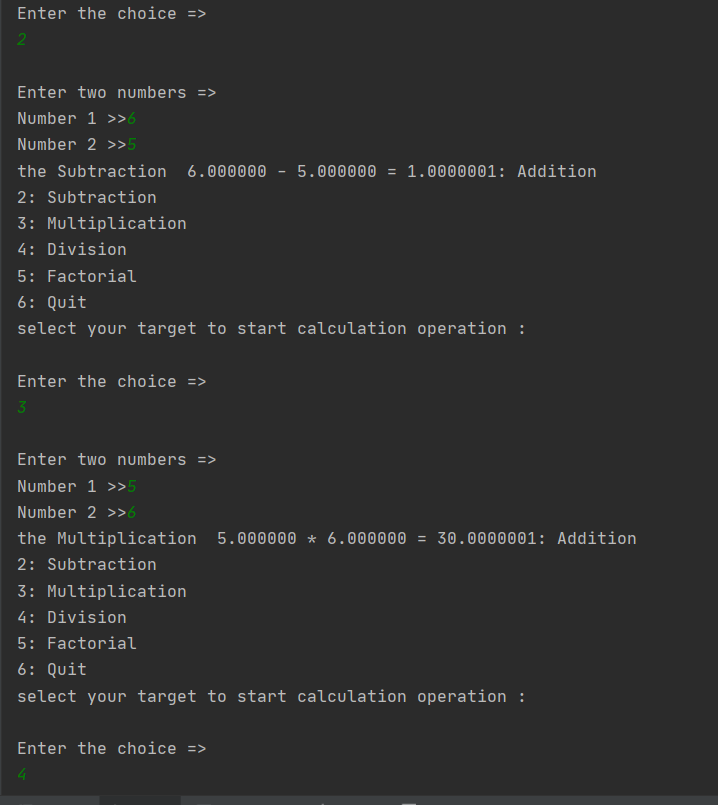 Enter the choice =>
2
Enter two numbers =>
Number 1 >>6
Number 2 >>5
the Subtraction  6.000000 - 5.000000 = 1.0000001: Addition
2: Subtraction
3: Multiplication
4: Division
5: Factorial
6: Quit
select your target to start calculation operation :
Enter the choice =>
3
Enter two numbers =>
Number 1 >>5
Number 2 >>6
the Multiplication  5.000000 * 6.000000 = 30.0000001: Addition
2: Subtraction
3: Multiplication
4: Division
5: Factorial
6: Quit
select your target to start calculation operation :
Enter the choice =>
4